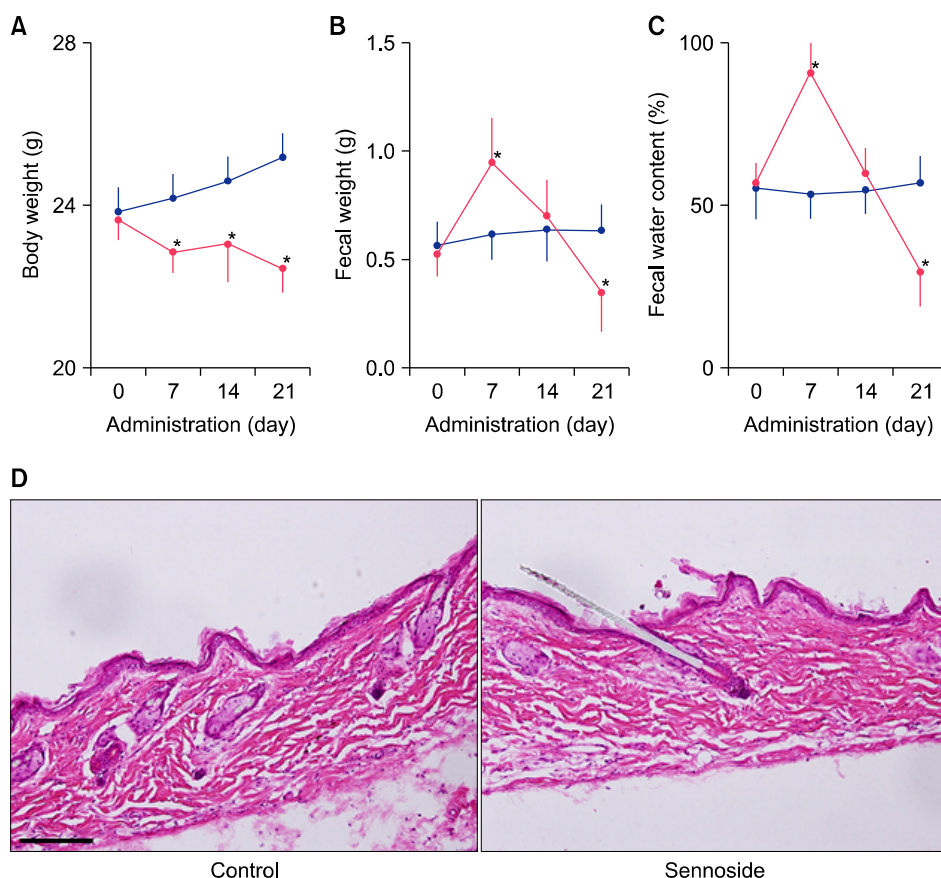 A
28
24
20
Body weight (g)
0 7 14 21
Administration (day)
*
*
*
B
1.5
1.0
0.5
0.0
Fecal weight (g)
0 7 14 21
Administration (day)
*
*
C
100
50
0
Fecal water content (%)
0 7 14 21
Administration (day)
*
*
D
Control
Sennoside